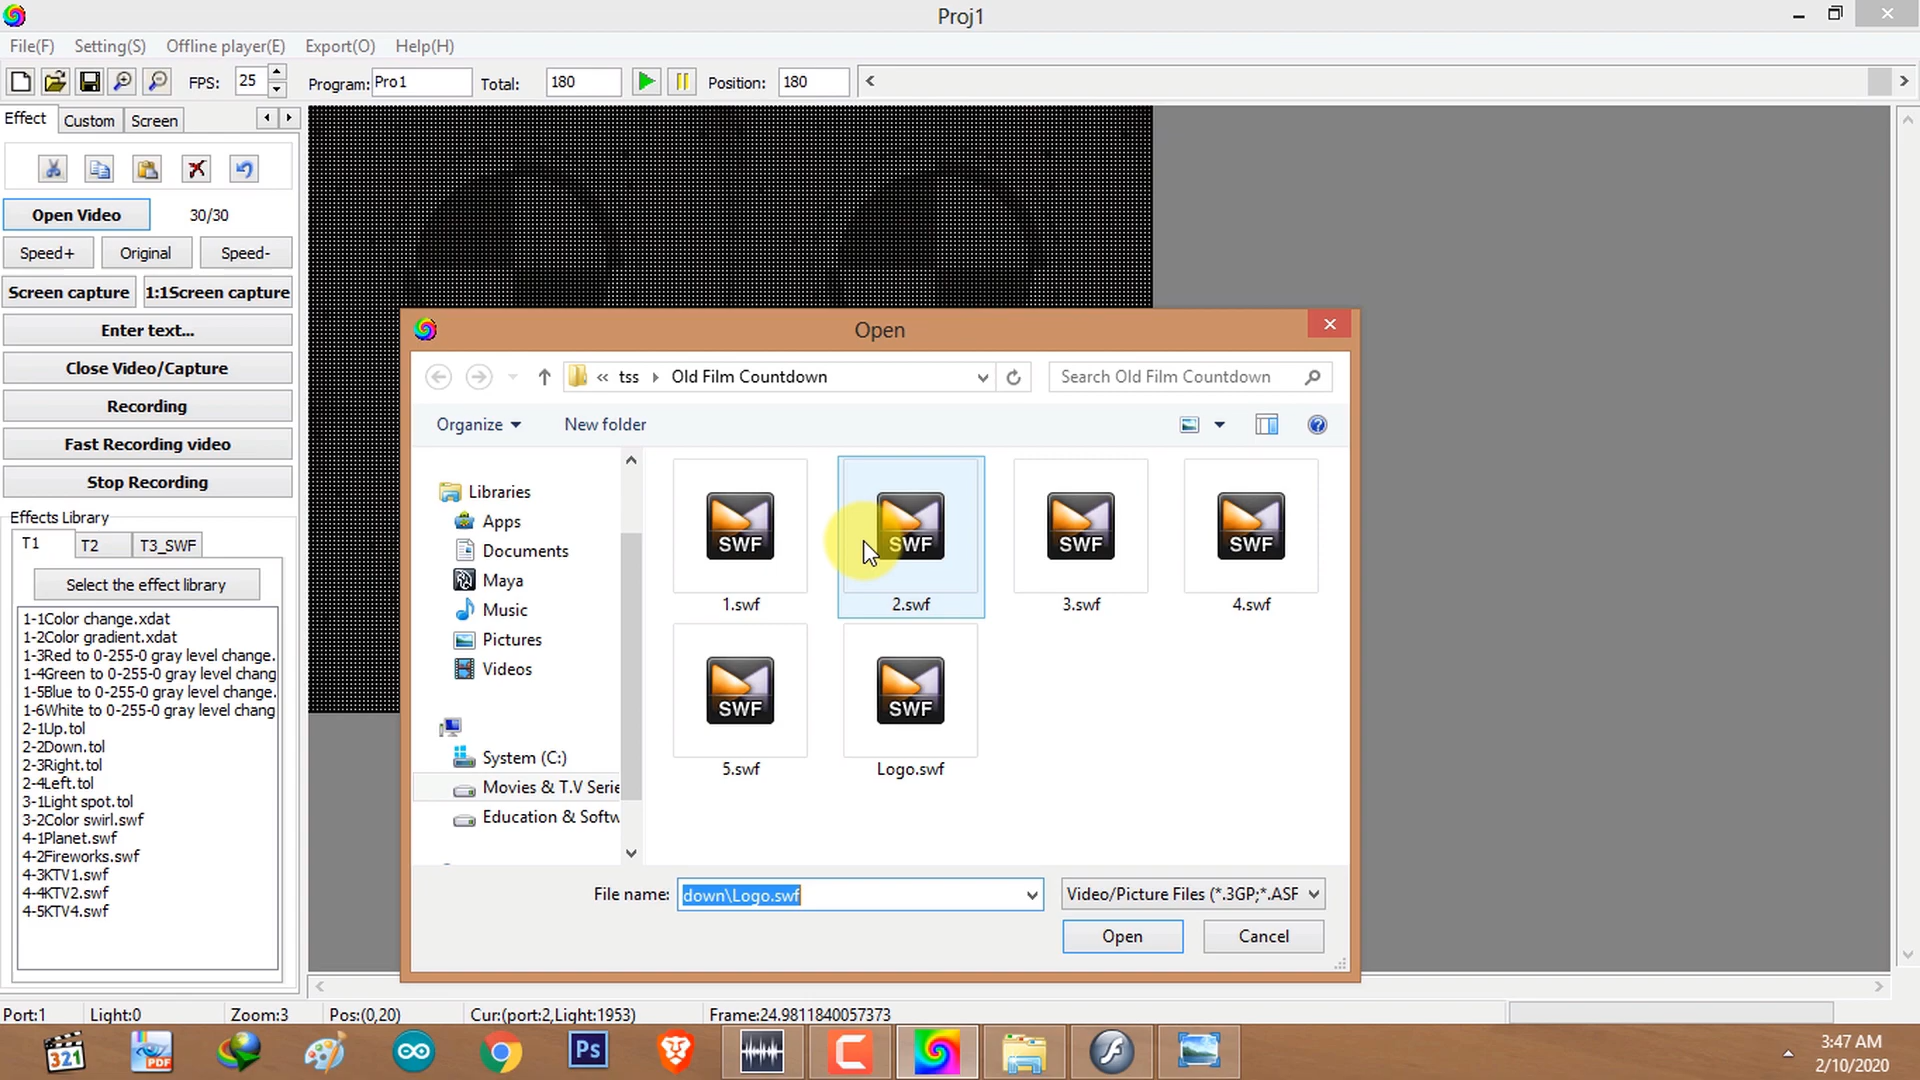 Proj1
File(F) Setting(S) Offline player(E) Export(O) Help(H)
FPS: 25 Program: Pro1 Total: 180 Position: 180
Effect Custom Screen
Open Video 30/30
Speed+ Original Speed-
Screen capture 1:1Screen capture
Enter text...
Close Video/Capture
Recording
Fast Recording video
Stop Recording
Effects Library
T1 T2 T3_SWF
Select the effect library
1-1Color change.xdat
1-2Color gradient.xdat
1-3Red to 0-255-0 gray level change.
1-4Green to 0-255-0 gray level chang
1-5Blue to 0-255-0 gray level change.
1-6White to 0-255-0 gray level chang
2-1Up.tol
2-2Down.tol
2-3Right.tol
2-4Left.tol
3-1Light spot.tol
3-2Color swirl.swf
4-1Planet.swf
4-2Fireworks.swf
4-3KTV1.swf
4-4KTV2.swf
4-5KTV4.swf
Open
« tss Old Film Countdown Search Old Film Countdown
Organize New folder
Libraries
Apps
Documents
Maya
Music
Pictures
Videos
System (C:)
Movies & T.V Serie
Education & Softw
SWF SWF SWF SWF
1.swf 2.swf 3.swf 4.swf
SWF SWF
5.swf Logo.swf
File name: down\Logo.swf Video/Picture Files (*.3GP;*.ASF
Open Cancel
Port:1 Light:0 Zoom:3 Pos:(0,20) Cur:(port:2,Light:1953) Frame:24.9811840057373
321 PDF Ps
3:47 AM
2/10/2020